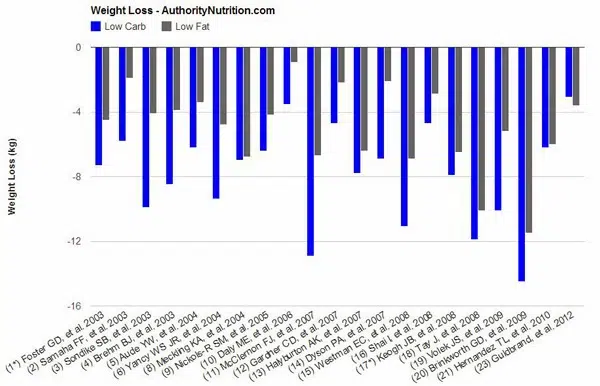 Weight Loss - AuthorityNutrition.com
Low Carb Low Fat
Weight Loss (kg)
0
-4
-8
-12
-16
(1*) Foster GD, et al, 2003
(2) Samaha FF, et al, 2003
(3) Sondike SB, et al, 2003
(4) Brehm BJ, et al, 2003
(5) Aude YW, et al, 2004
(6) Yancy WS JR, et al, 2004
(8) Mecking KA, et al, 2004
(9) Nickols-R SM, et al, 2005
(10) Daly ME, et al, 2006
(11*) McClernon FJ, et al, 2007
(12) Gardner CD, et al, 2007
(13) Halyburton AK, et al, 2007
(14) Dyson PA, et al, 2007
(15) Westman EC, et al, 2008
(16) Shai I, et al, 2008
(17*) Keogh JB, et al, 2008
(18) Tay J, et al, 2008
(19) Volek JS, et al, 2009
(20) Brinkworth GD, et al, 2009
(21) Hernandez TL, et al, 2010
(23) Guldbrand, et al, 2012